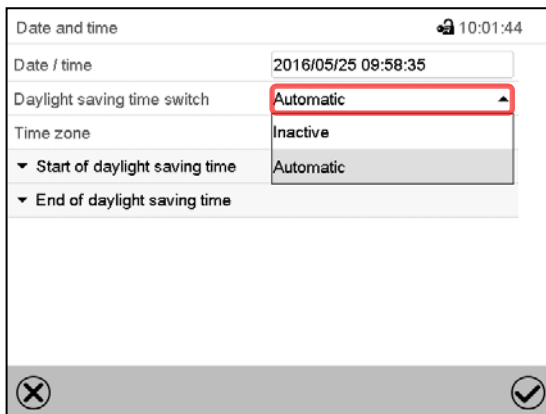 Date and time 10:01:44
Date / time 2016/05/25 09:58:35
Daylight saving time switch Automatic
Time zone Inactive
Start of daylight saving time Automatic
End of daylight saving time